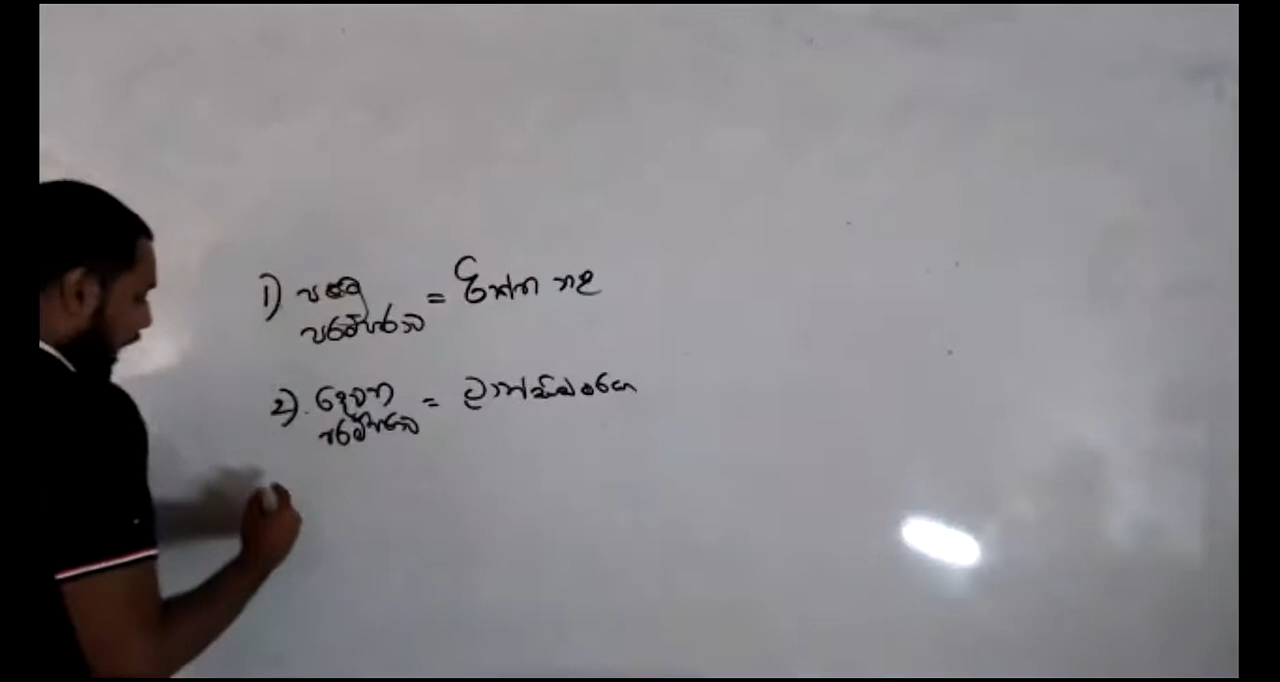 1) පළමු = රික්ත නළ
පරම්පරාව
2) දෙවන = ට්‍රාන්සිස්ටරය
පරම්පරාව